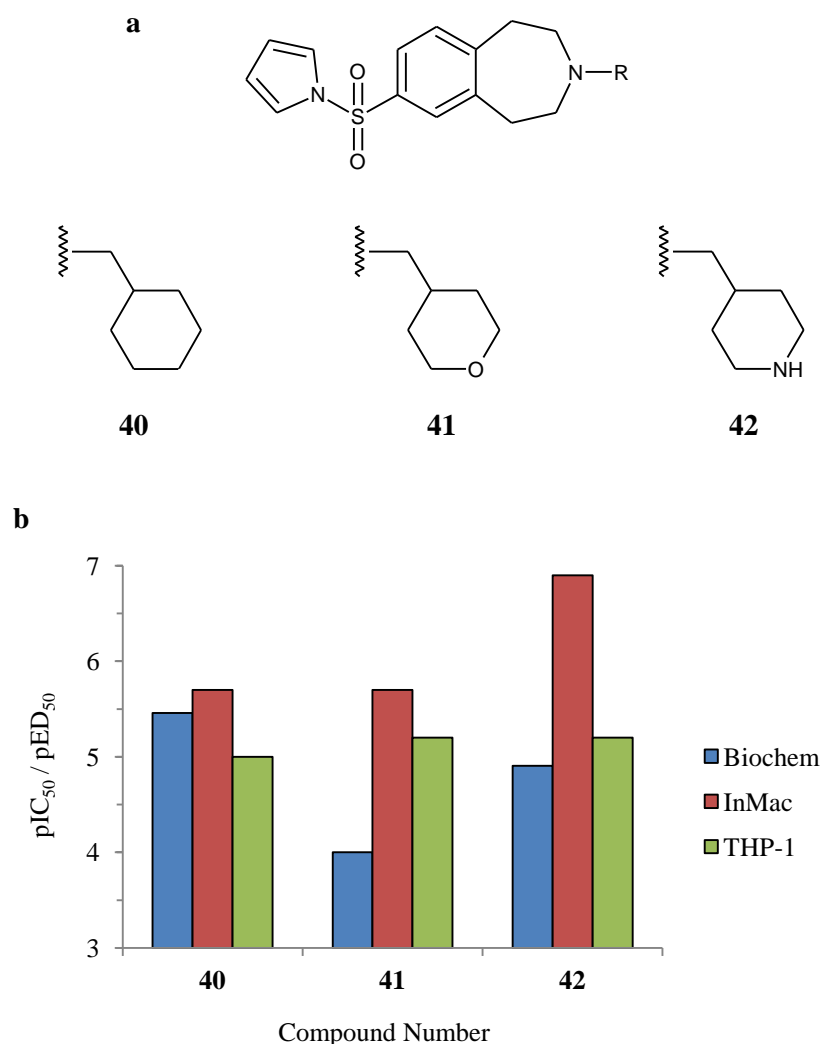 a
O
N
S
N
R
O
O
NH
40
41
42
b
7
6
5
4
3
pIC50 / pED50
Biochem
InMac
THP-1
40
41
42
Compound Number